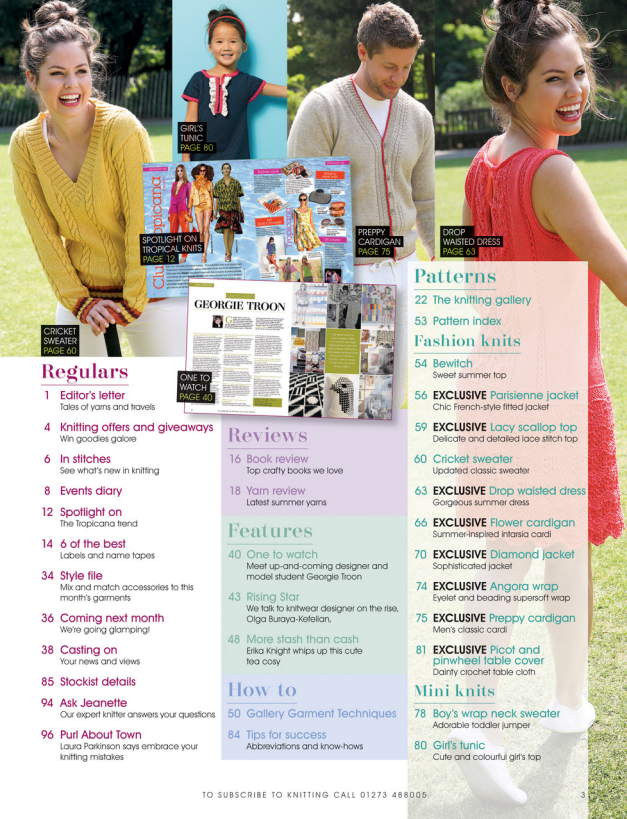 GIRL'S
TUNIC
PAGE 80
SPOTLIGHT ON
TROPICAL KNITS
PAGE 12
PREPPY
CARDIGAN
PAGE 75
DROP
WAISTED DRESS
PAGE 63
CRICKET
SWEATER
PAGE 60
GEORGIE TROON
ONE TO
WATCH
PAGE 40
Regulars
1 Editor's letter
Tales of yarns and travels
4 Knitting offers and giveaways
Win goodies galore
6 In stitches
See what's new in knitting
8 Events diary
12 Spotlight on
The Tropicana trend
14 6 of the best
Labels and name tapes
34 Style file
Mix and match accessories to this
month's garments
36 Coming next month
We're going glamping!
38 Casting on
Your news and views
85 Stockist details
94 Ask Jeanette
Our expert knitter answers your questions
96 Purl About Town
Laura Parkinson says embrace your
knitting mistakes
Reviews
16 Book review
Top crafty books we love
18 Yarn review
Latest summer yarns
Features
40 One to watch
Meet up-and-coming designer and
model student Georgie Troon
43 Rising Star
We talk to knitwear designer on the rise,
Olga Buraya-Kefelian,
48 More stash than cash
Erika Knight whips up this cute
tea cosy
How to
50 Gallery Garment Techniques
84 Tips for success
Abbreviations and know-hows
Patterns
22 The knitting gallery
53 Pattern index
Fashion knits
54 Bewitch
Sweet summer top
56 EXCLUSIVE Parisienne jacket
Chic French-style fitted jacket
59 EXCLUSIVE Lacy scallop top
Delicate and detailed lace stitch top
60 Cricket sweater
Updated classic sweater
63 EXCLUSIVE Drop waisted dress
Gorgeous summer dress
66 EXCLUSIVE Flower cardigan
Summer-inspired intarsia cardi
70 EXCLUSIVE Diamond jacket
Sophisticated jacket
74 EXCLUSIVE Angora wrap
Eyelet and beading supersoft wrap
75 EXCLUSIVE Preppy cardigan
Men's classic cardi
81 EXCLUSIVE Picot and
pinwheel table cover
Dainty crochet table cloth
Mini knits
78 Boy's wrap neck sweater
Adorable toddler jumper
80 Girl's tunic
Cute and colourful girl's top
TO SUBSCRIBE TO KNITTING CALL 01273 488005
3